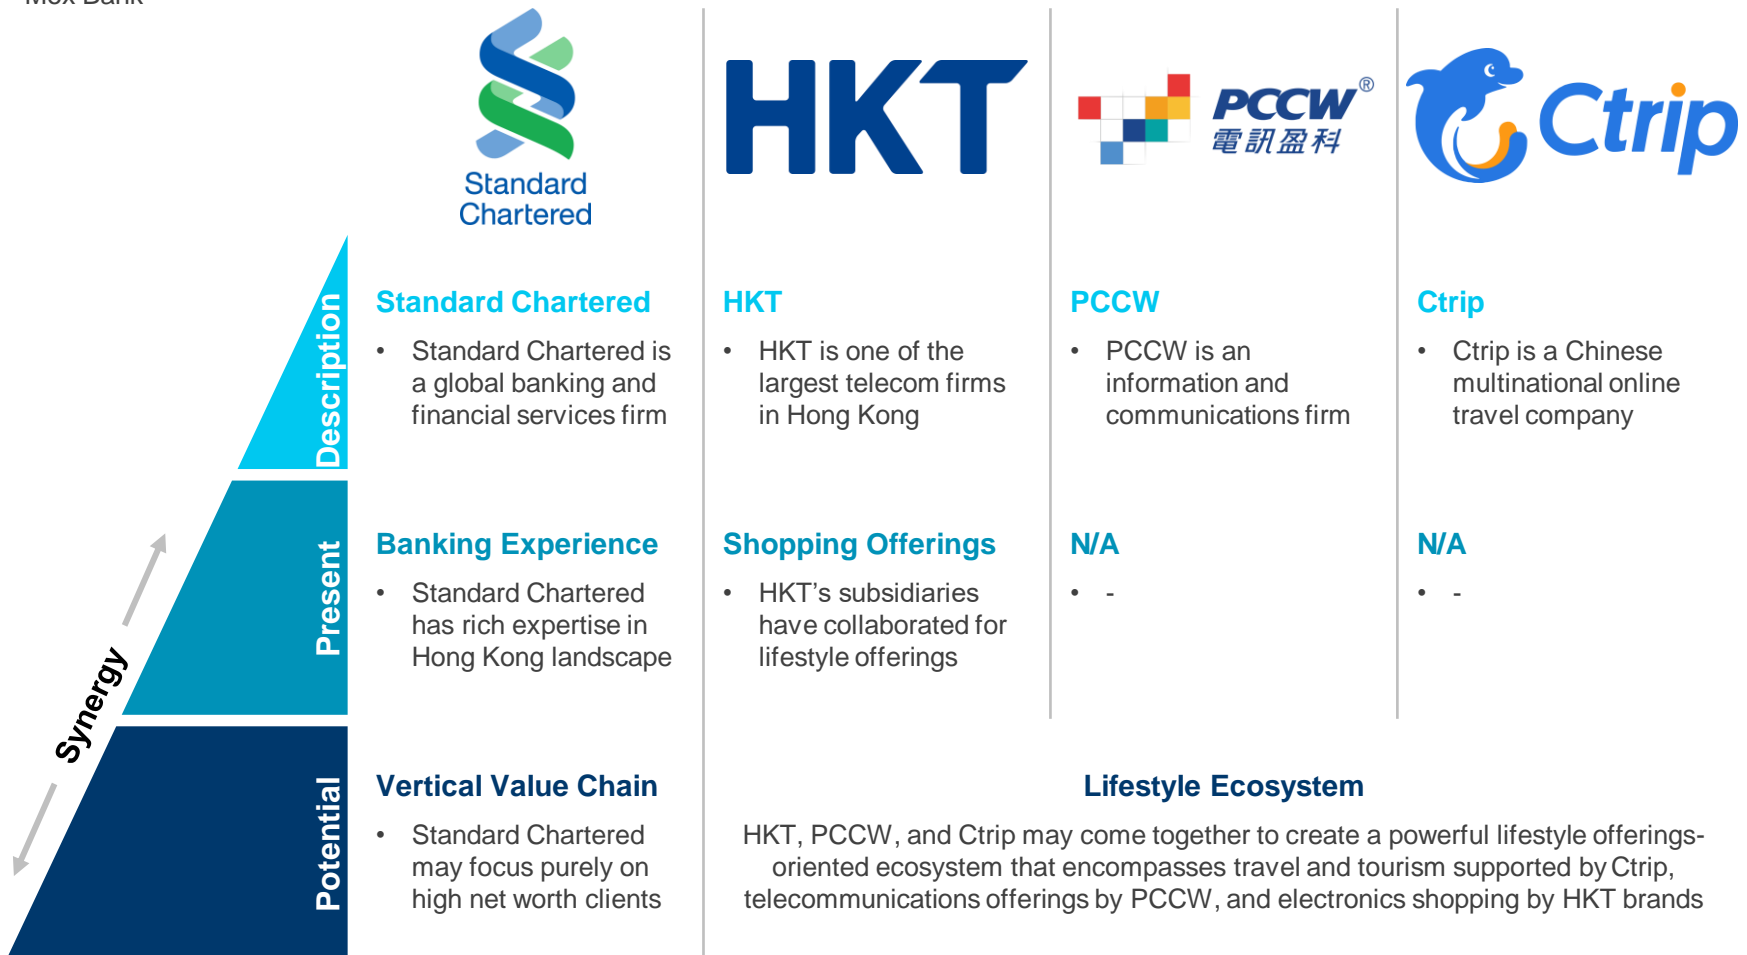 Mox Bank
Standard
Chartered
HKT
PCCW®
電訊盈科
Ctrip
Description
Standard Chartered
• Standard Chartered is
a global banking and
financial services firm
HKT
• HKT is one of the
largest telecom firms
in Hong Kong
PCCW
• PCCW is an
information and
communications firm
Ctrip
• Ctrip is a Chinese
multinational online
travel company
Synergy
Present
Banking Experience
• Standard Chartered
has rich expertise in
Hong Kong landscape
Shopping Offerings
• HKT’s subsidiaries
have collaborated for
lifestyle offerings
N/A
• -
N/A
• -
Potential
Vertical Value Chain
• Standard Chartered
may focus purely on
high net worth clients
Lifestyle Ecosystem
HKT, PCCW, and Ctrip may come together to create a powerful lifestyle offerings-
oriented ecosystem that encompasses travel and tourism supported by Ctrip,
telecommunications offerings by PCCW, and electronics shopping by HKT brands